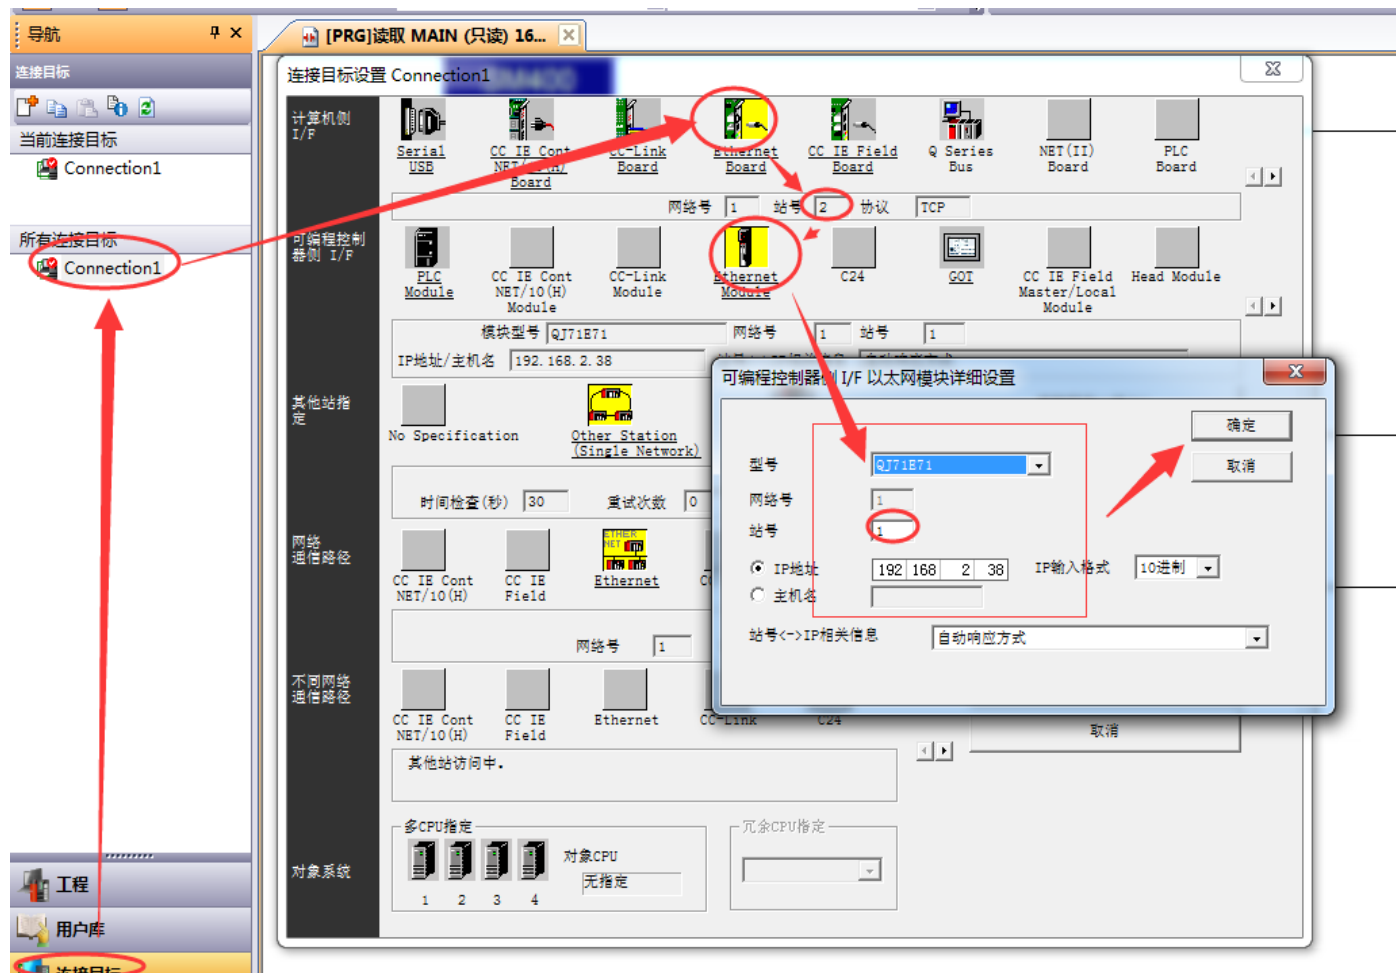 导航
[PRG]读取 MAIN (只读) 16...
连接目标
连接目标设置 Connection1
当前连接目标
Connection1
所有连接目标
Connection1
计算机侧
I/F
Serial
USB
CC IE Cont
NET/10(H)
Board
CC-Link
Board
Ethernet
Board
CC IE Field
Board
Q Series
Bus
NET(II)
Board
PLC
Board
网络号 1 站号 2 协议 TCP
可编程控制
器侧 I/F
PLC
Module
CC IE Cont
NET/10(H)
Module
CC-Link
Module
Ethernet
Module
C24
GOT
CC IE Field
Master/Local
Module
Head Module
模块型号 QJ71E71 网络号 1 站号 1
IP地址/主机名 192.168.2.38
其他站指
定
No Specification
Other Station
(Single Network)
时间检查(秒) 30 重试次数 0
网络
通信路径
CC IE Cont
NET/10(H)
CC IE
Field
Ethernet
网络号 1
不同网络
通信路径
CC IE Cont
NET/10(H)
CC IE
Field
Ethernet
CC-Link
C24
取消
其他站访问中.
对象系统
多CPU指定
1 2 3 4
对象CPU
无指定
冗余CPU指定
可编程控制器侧 I/F 以太网模块详细设置
确定
取消
型号 QJ71E71
网络号 1
站号 1
IP地址 192 168 2 38 IP输入格式 10进制
主机名
站号<->IP相关信息 自动响应方式
工程
用户库
连接目标